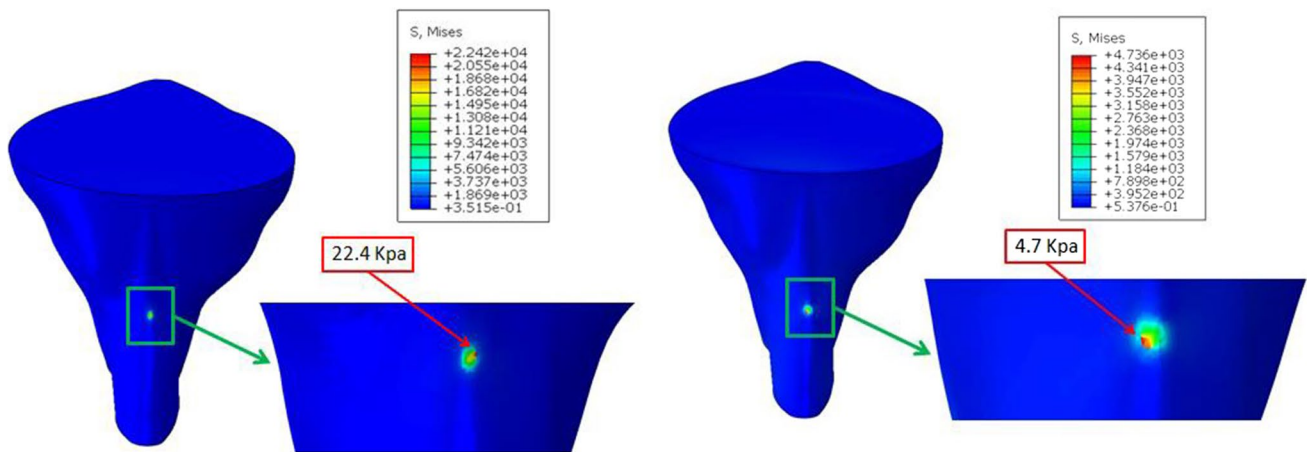 S, Mises
+2.242e+04
+2.055e+04
+1.868e+04
+1.682e+04
+1.495e+04
+1.308e+04
+1.121e+04
+9.342e+03
+7.474e+03
+5.606e+03
+3.737e+03
+1.869e+03
+3.515e-01
22.4 Kpa
S, Mises
+4.736e+03
+4.341e+03
+3.947e+03
+3.552e+03
+3.158e+03
+2.763e+03
+2.368e+03
+1.974e+03
+1.579e+03
+1.184e+03
+7.898e+02
+3.952e+02
+5.376e-01
4.7 Kpa